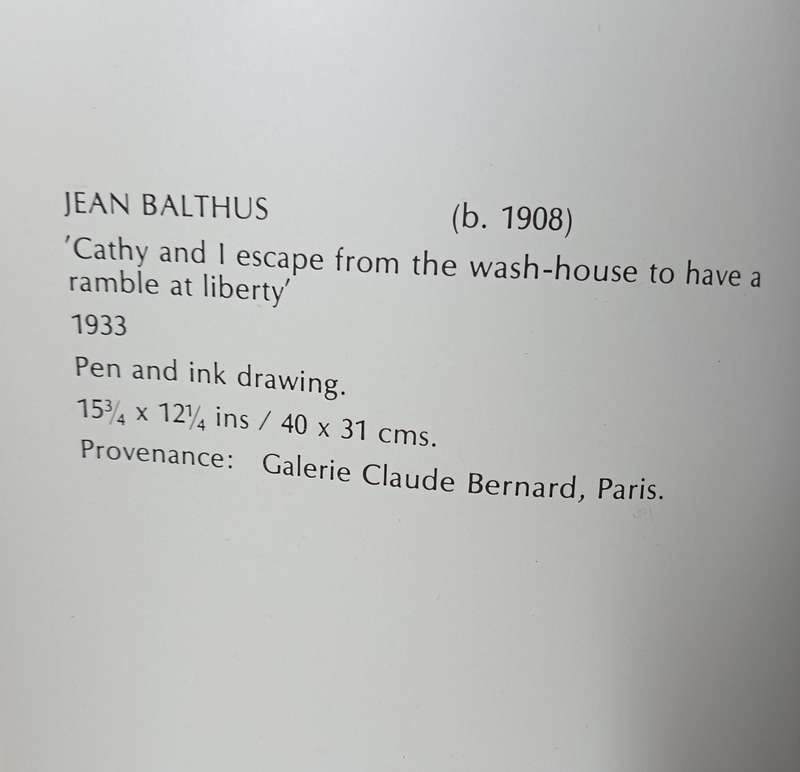 JEAN BALTHUS (b. 1908)
'Cathy and I escape from the wash-house to have a
ramble at liberty'
1933
Pen and ink drawing.
15¾ x 12¼ ins / 40 x 31 cms.
Provenance: Galerie Claude Bernard, Paris.